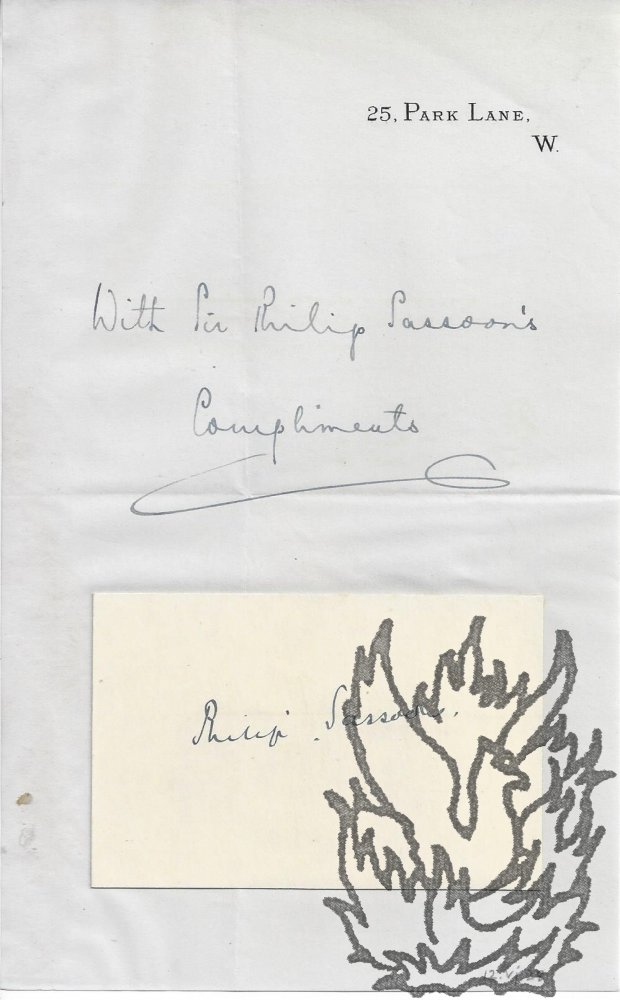 25, PARK LANE,
W.
With Sir Philip Sassoon's
Compliments
Philip Sassoon.